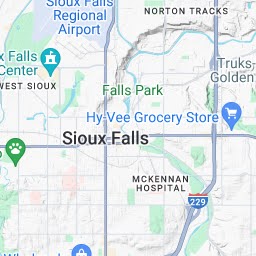 Sioux Falls
Regional
Airport
NORTON TRACKS
Falls
Center
WEST SIOUX
Falls Park
Truks-
Golden
Hy-Vee Grocery Store
Sioux Falls
MCKENNAN
HOSPITAL
229